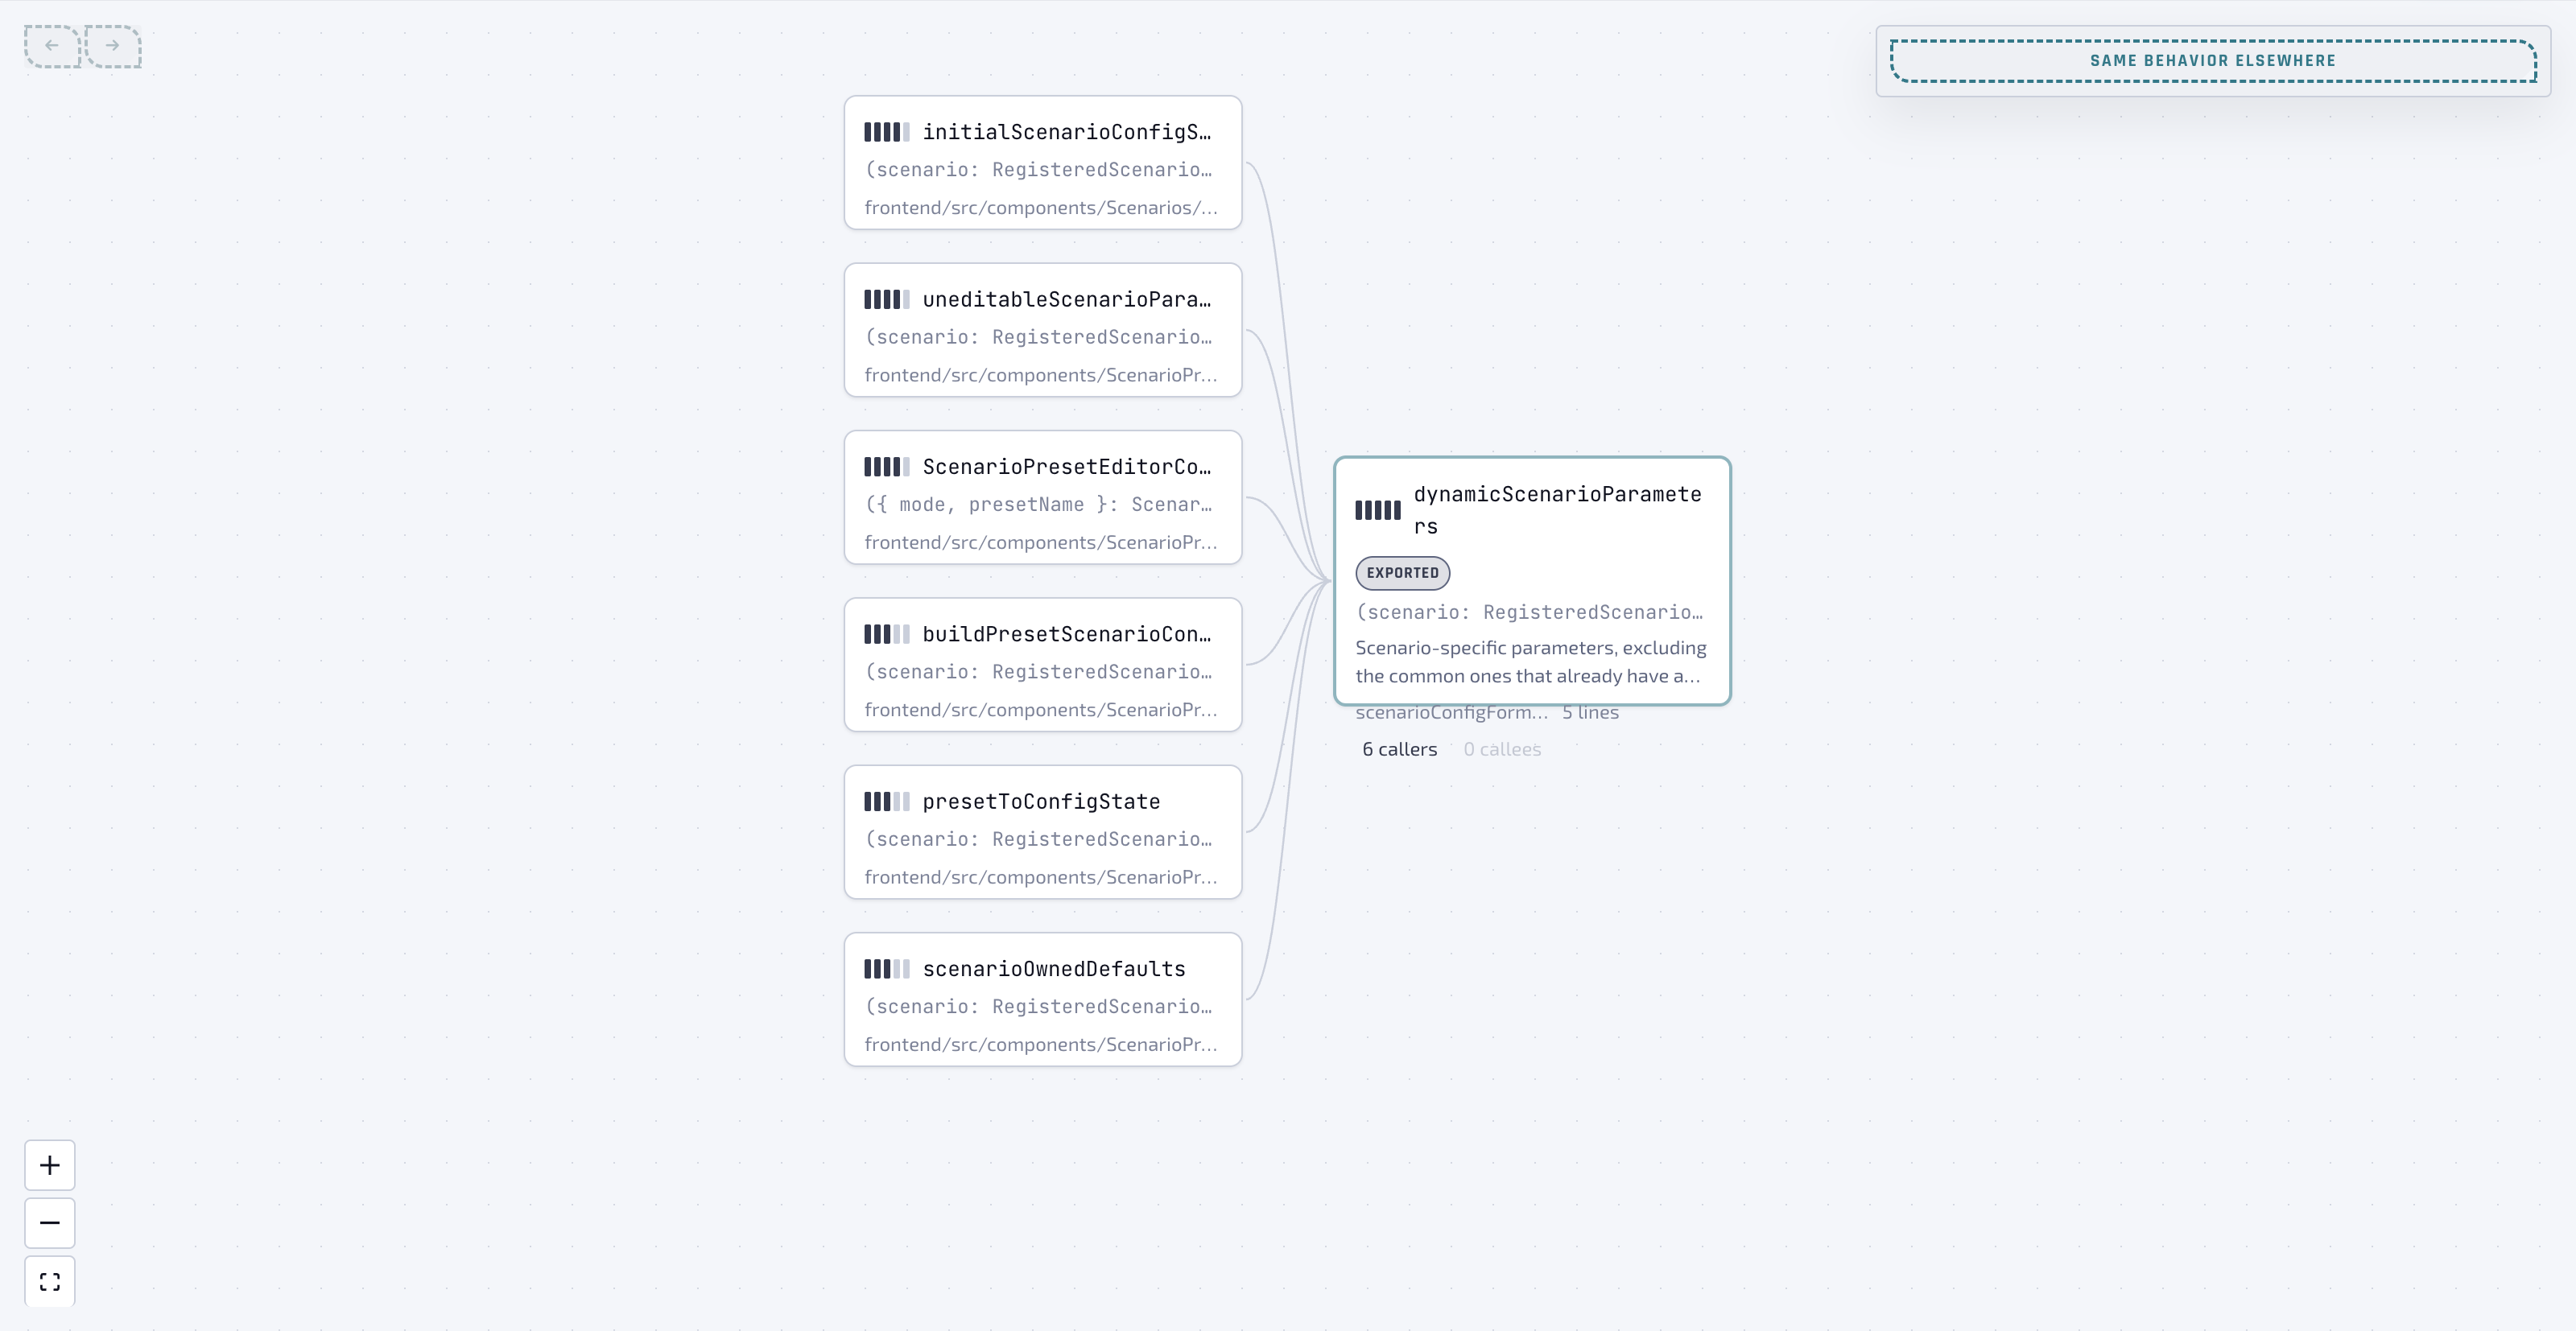 SAME BEHAVIOR ELSEWHERE
initialScenarioConfigS…
(scenario: RegisteredScenario…
frontend/src/components/Scenarios/…
uneditableScenarioPara…
(scenario: RegisteredScenario…
frontend/src/components/ScenarioPr…
ScenarioPresetEditorCo…
({ mode, presetName }: Scenar…
frontend/src/components/ScenarioPr…
buildPresetScenarioCon…
(scenario: RegisteredScenario…
frontend/src/components/ScenarioPr…
presetToConfigState
(scenario: RegisteredScenario…
frontend/src/components/ScenarioPr…
scenarioOwnedDefaults
(scenario: RegisteredScenario…
frontend/src/components/ScenarioPr…
dynamicScenarioParamete
rs
EXPORTED
(scenario: RegisteredScenario…
Scenario-specific parameters, excluding
the common ones that already have a…
scenarioConfigForm… 5 lines
6 callers 0 callees